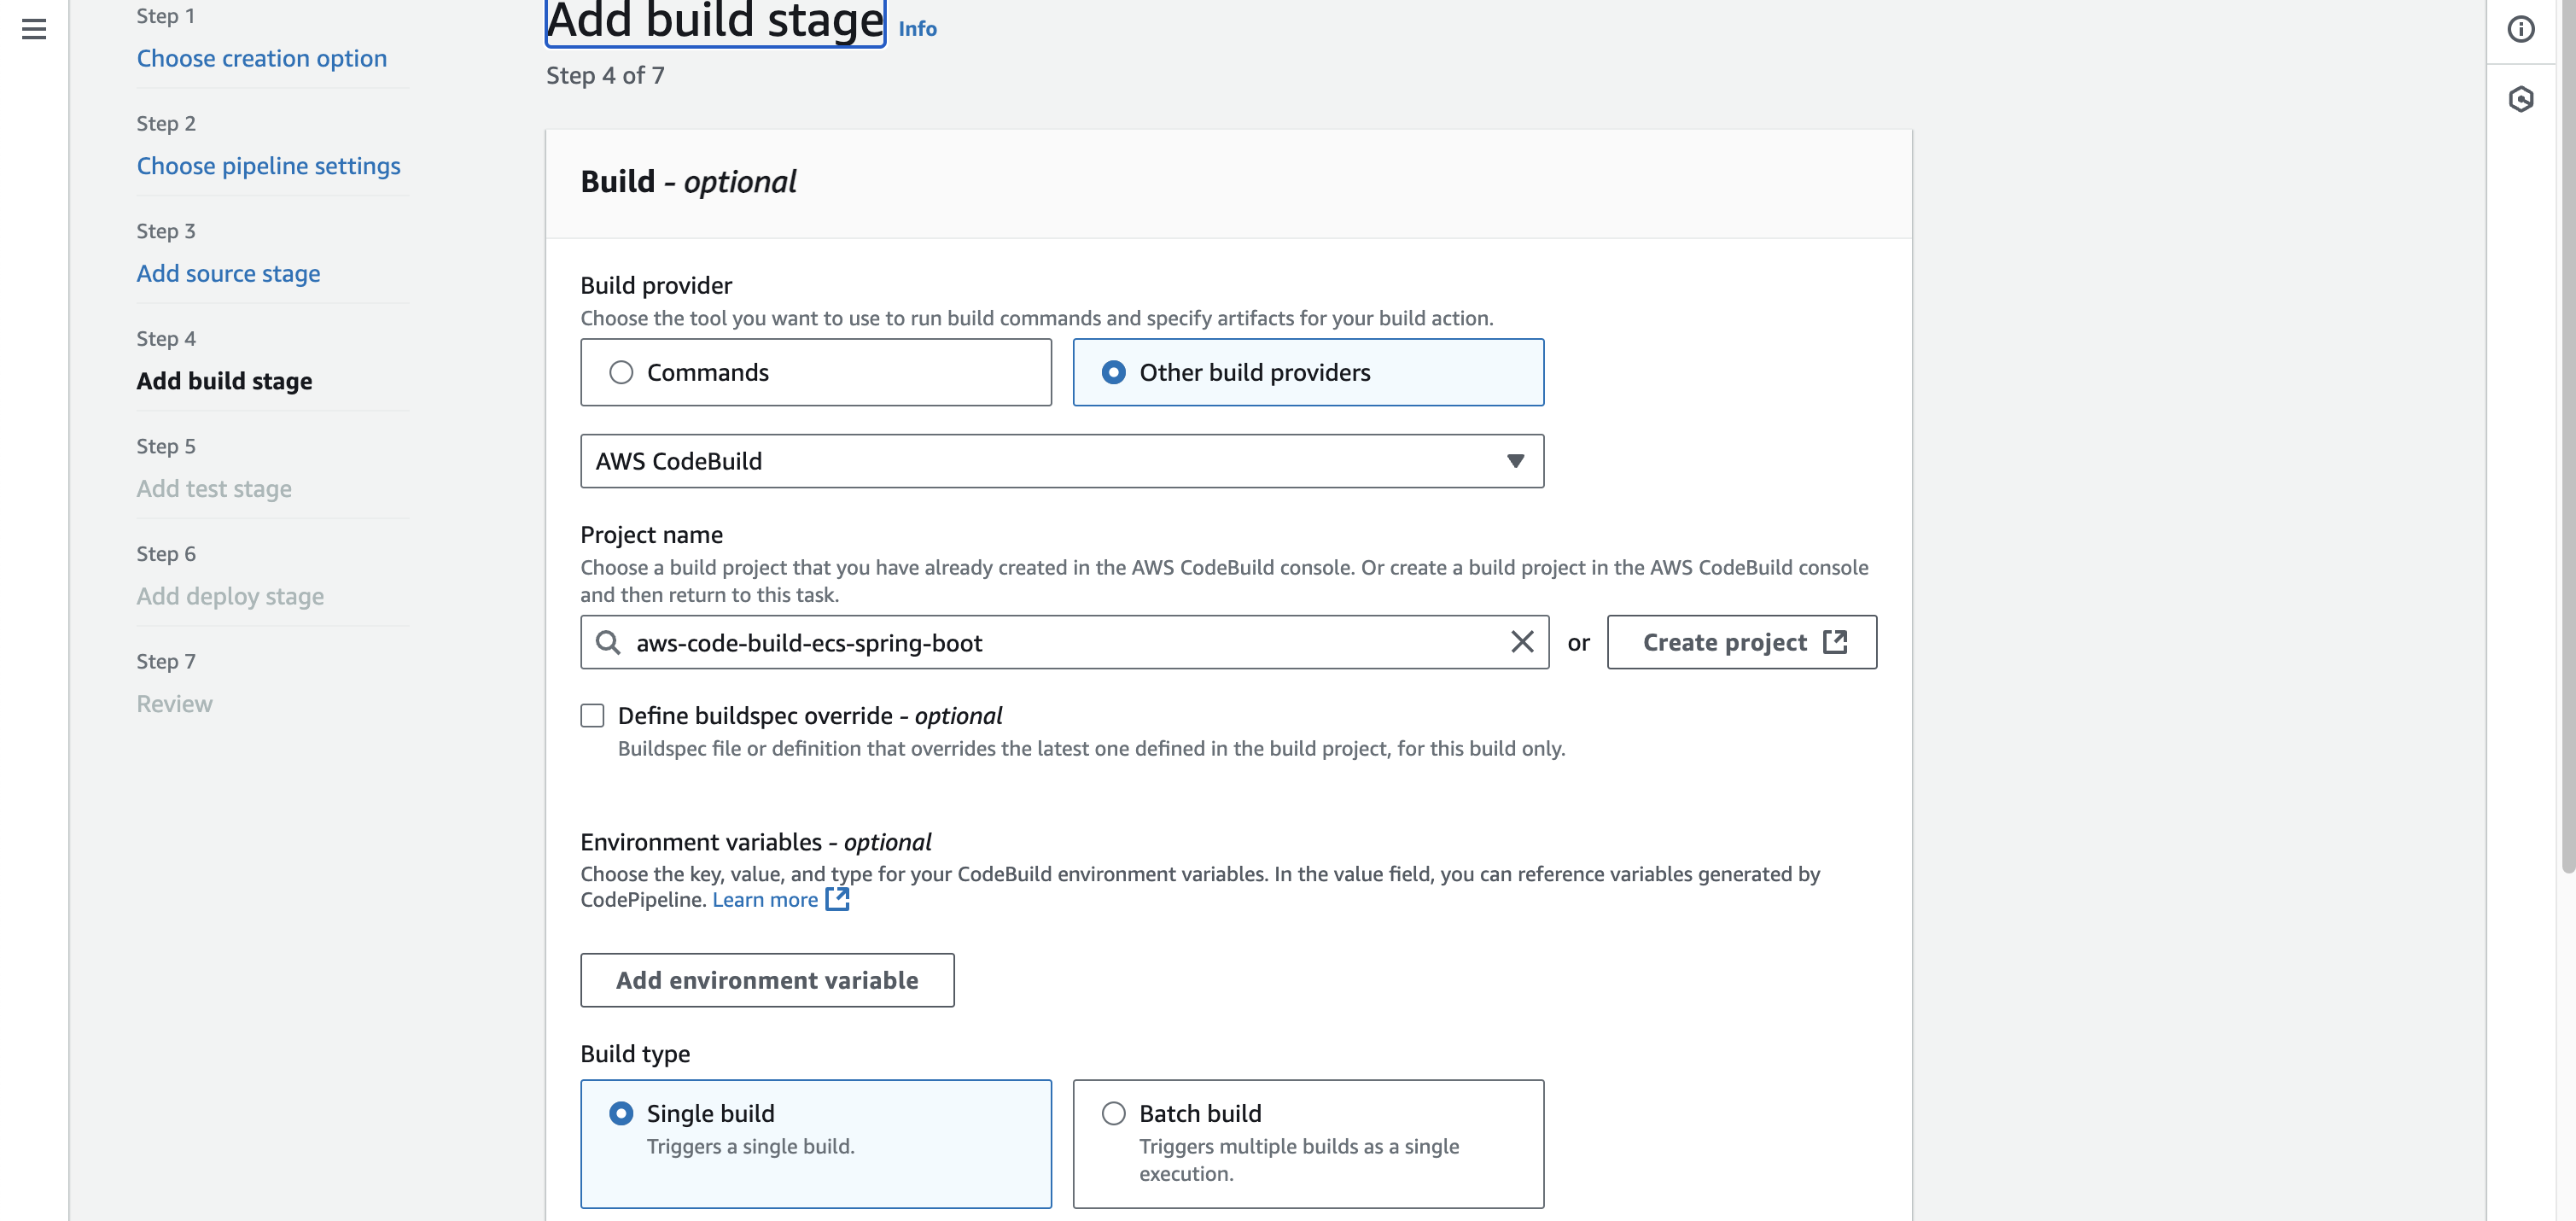 Step 1
Choose creation option
Step 2
Choose pipeline settings
Step 3
Add source stage
Step 4
Add build stage
Step 5
Add test stage
Step 6
Add deploy stage
Step 7
Review
Add build stage Info
Step 4 of 7
Build - optional
Build provider
Choose the tool you want to use to run build commands and specify artifacts for your build action.
Commands
Other build providers
AWS CodeBuild
Project name
Choose a build project that you have already created in the AWS CodeBuild console. Or create a build project in the AWS CodeBuild console
and then return to this task.
aws-code-build-ecs-spring-boot
or
Create project
Define buildspec override - optional
Buildspec file or definition that overrides the latest one defined in the build project, for this build only.
Environment variables - optional
Choose the key, value, and type for your CodeBuild environment variables. In the value field, you can reference variables generated by
CodePipeline. Learn more
Add environment variable
Build type
Single build
Triggers a single build.
Batch build
Triggers multiple builds as a single
execution.